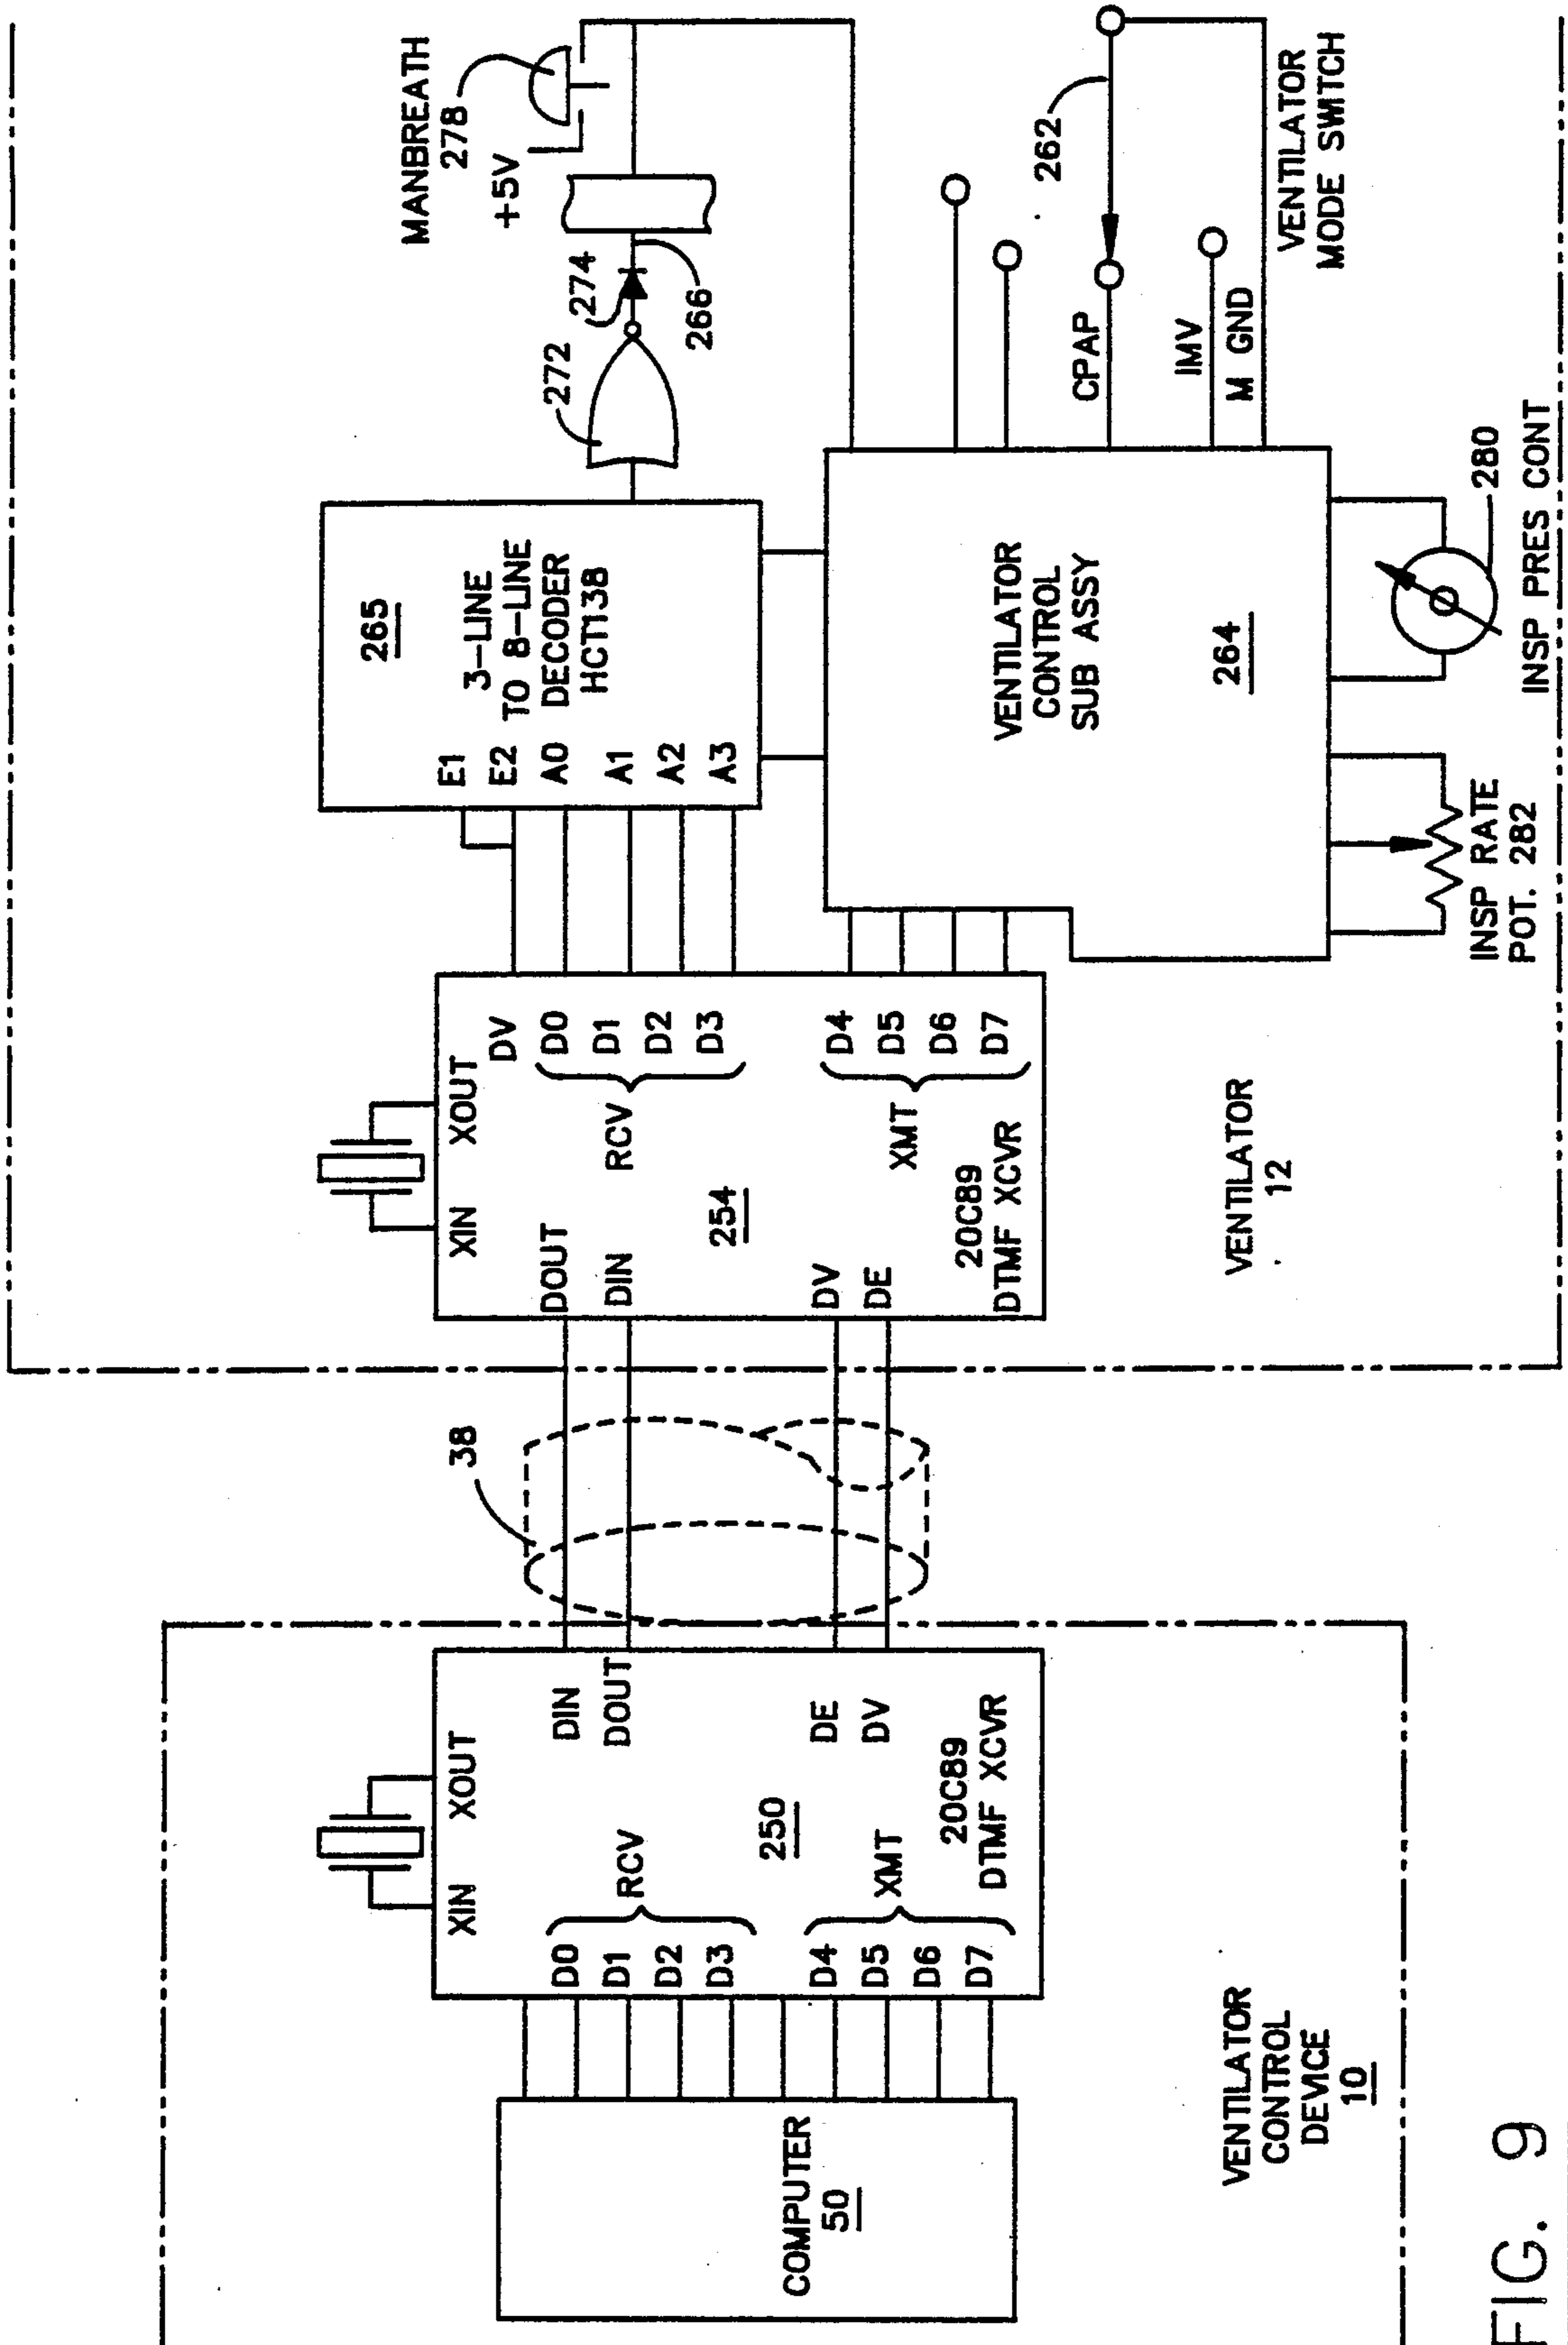 COMPUTER
50
XIN
XOUT
D0
D1
D2
D3
RCV
D4
D5
D6
D7
XMT
250
DIN
DOUT
DE
DV
20C89
DTMF XCVR
VENTILATOR
CONTROL
DEVICE
10
38
XIN
XOUT
DOUT
DIN
DV
DE
254
DV
D0
D1
D2
D3
RCV
D4
D5
D6
D7
XMT
20C89
DTMF XCVR
VENTILATOR
12
265
E1
E2
A0
A1
A2
A3
3-LINE
TO 8-LINE
DECODER
HCT138
272
274
266
MANBREATH
278
+5V
VENTILATOR
CONTROL
SUB ASSY
264
CPAP
IMV
M GND
262
VENTILATOR
MODE SWITCH
INSP RATE
POT. 282
280
INSP PRES CONT
FIG. 9